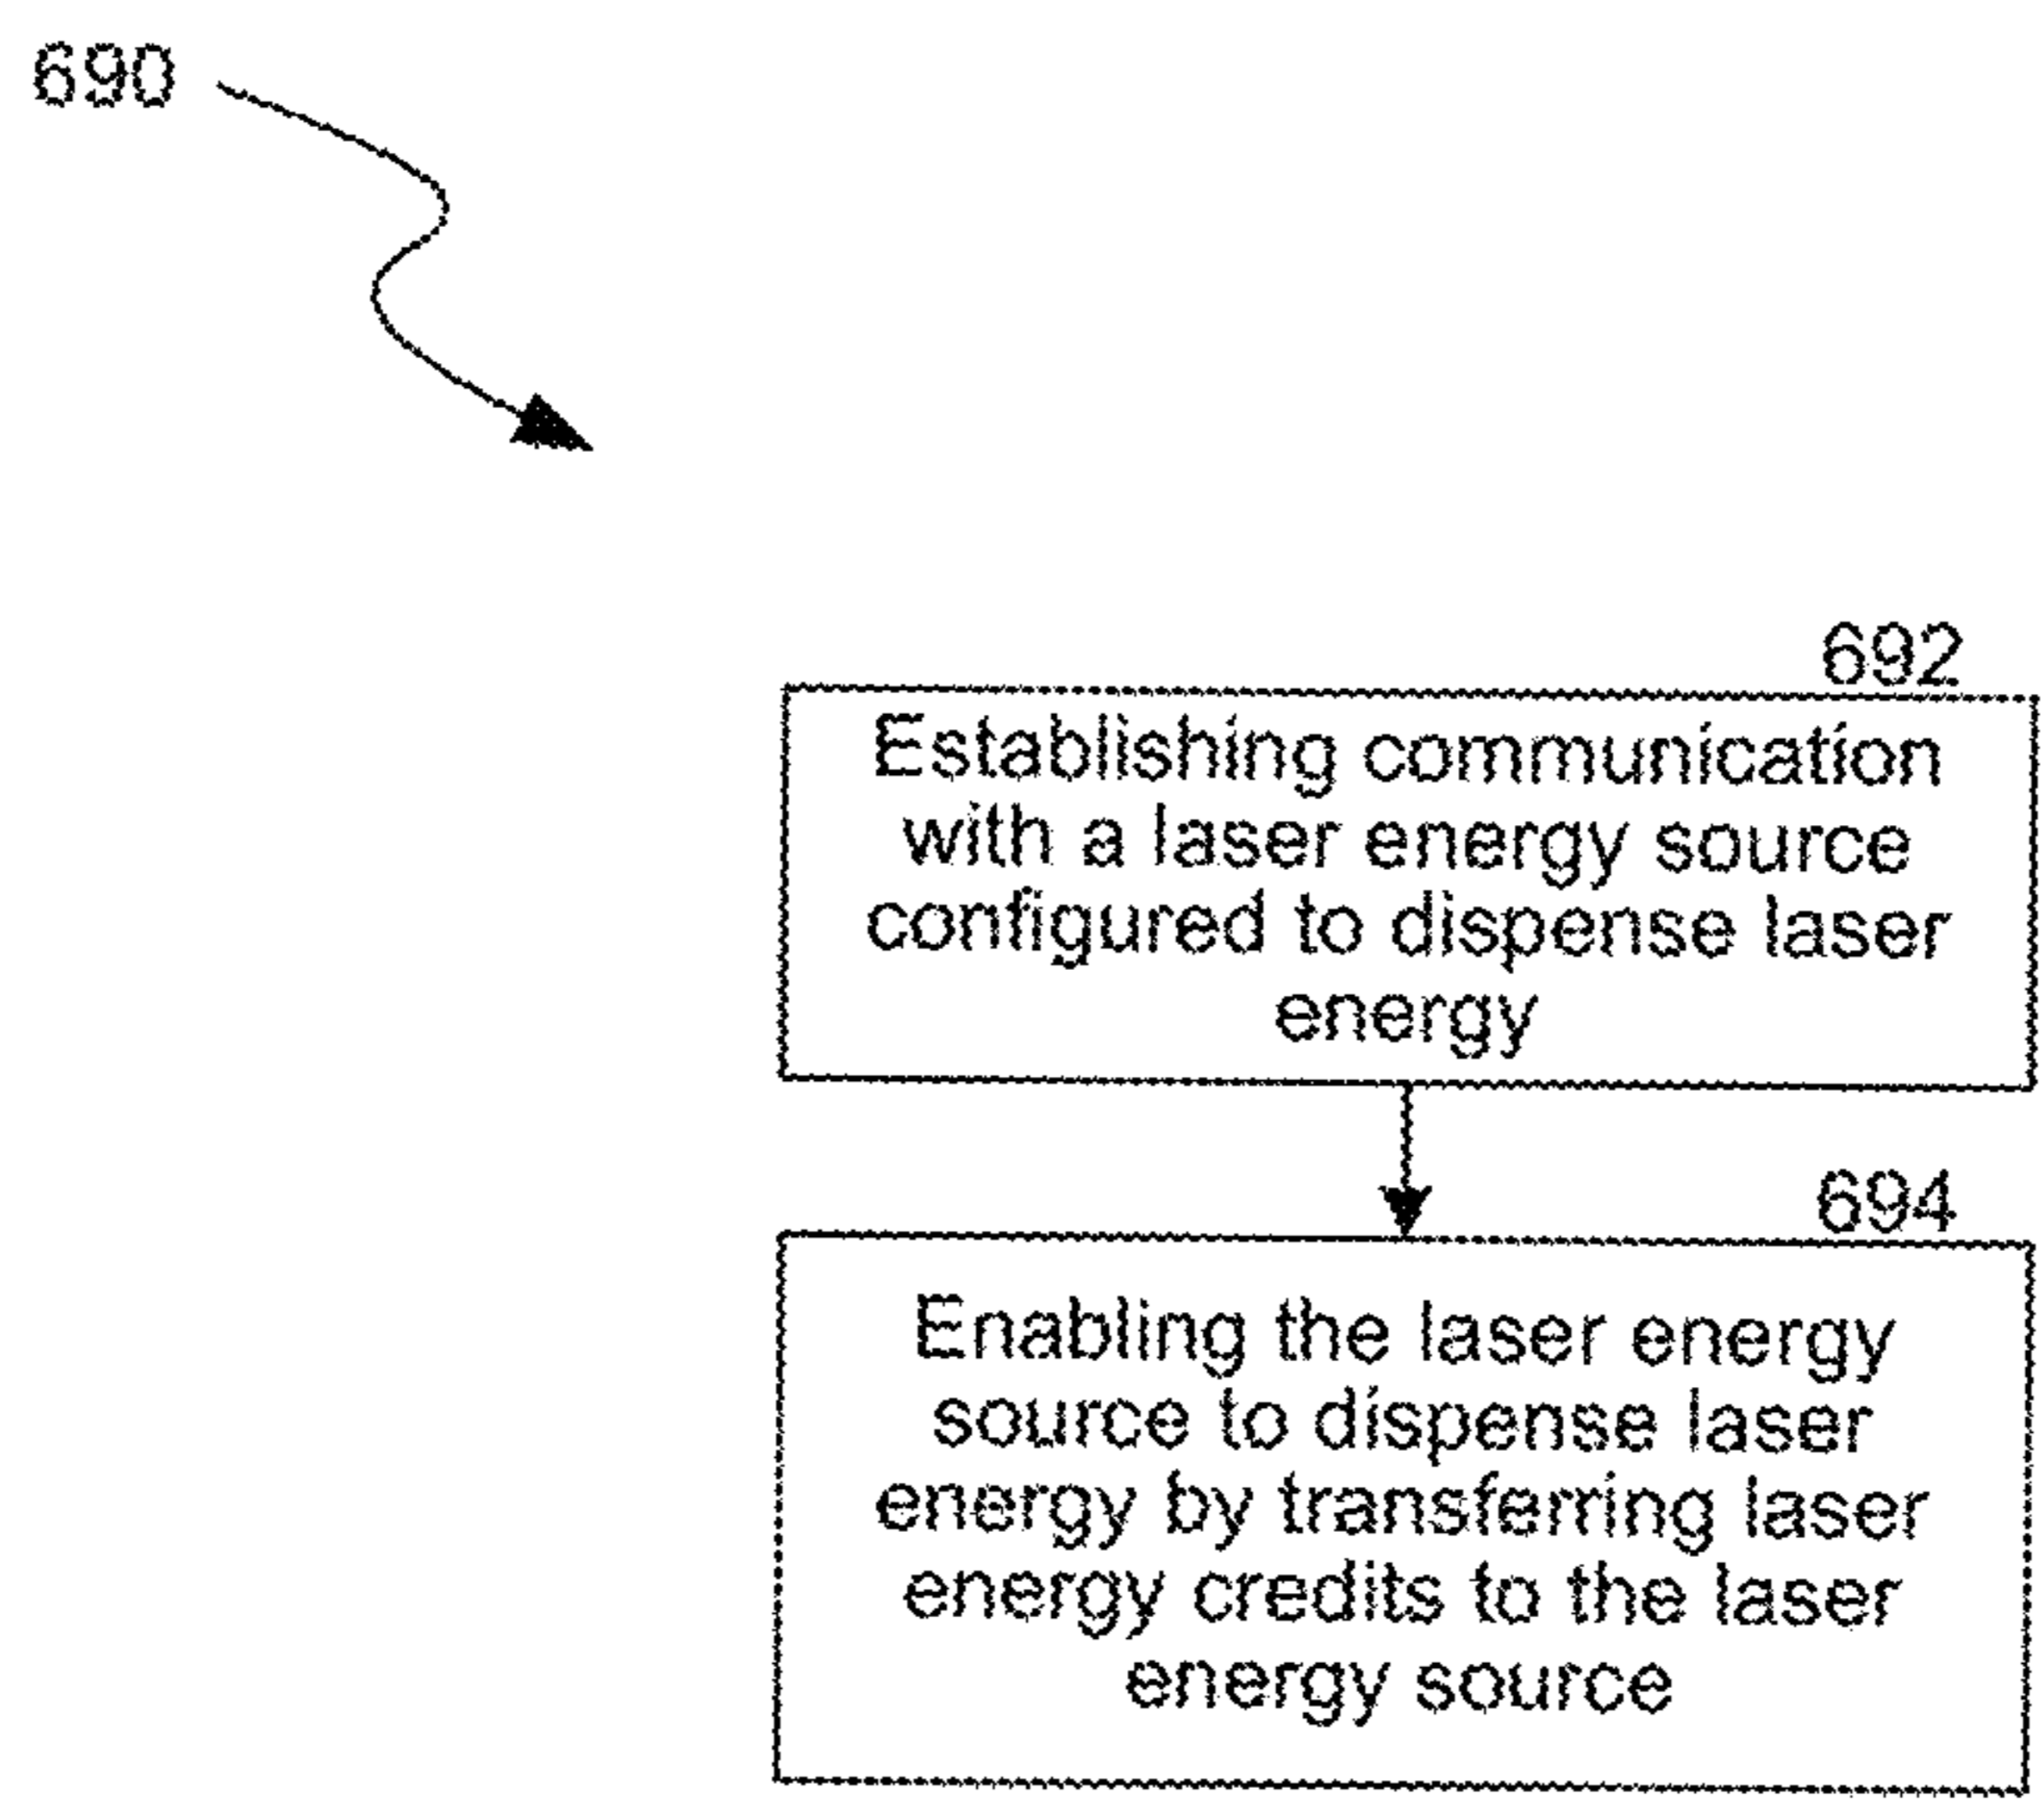 690
692
Establishing communication
with a laser energy source
configured to dispense laser
energy
694
Enabling the laser energy
source to dispense laser
energy by transferring laser
energy credits to the laser
energy source